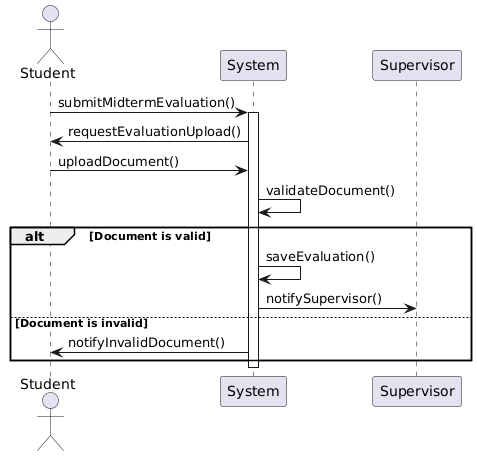 Student
System
Supervisor
submitMidtermEvaluation()
requestEvaluationUpload()
uploadDocument()
validateDocument()
alt [Document is valid]
saveEvaluation()
notifySupervisor()
[Document is invalid]
notifyInvalidDocument()
Student
System
Supervisor